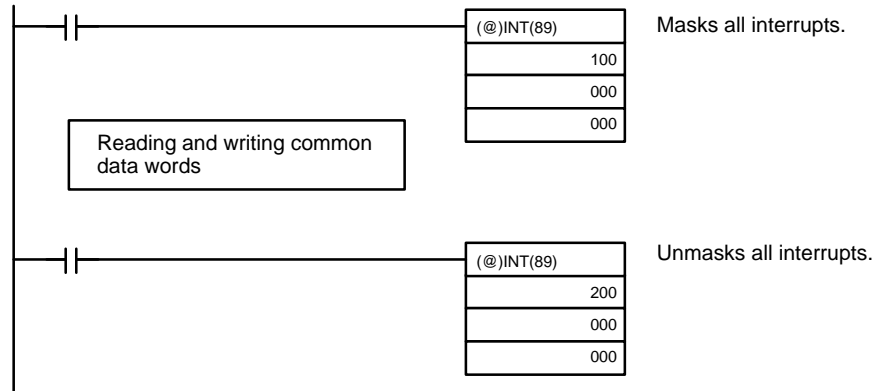 (@)INT(89)
Masks all interrupts.
100
000
000
Reading and writing common
data words
(@)INT(89)
Unmasks all interrupts.
200
000
000